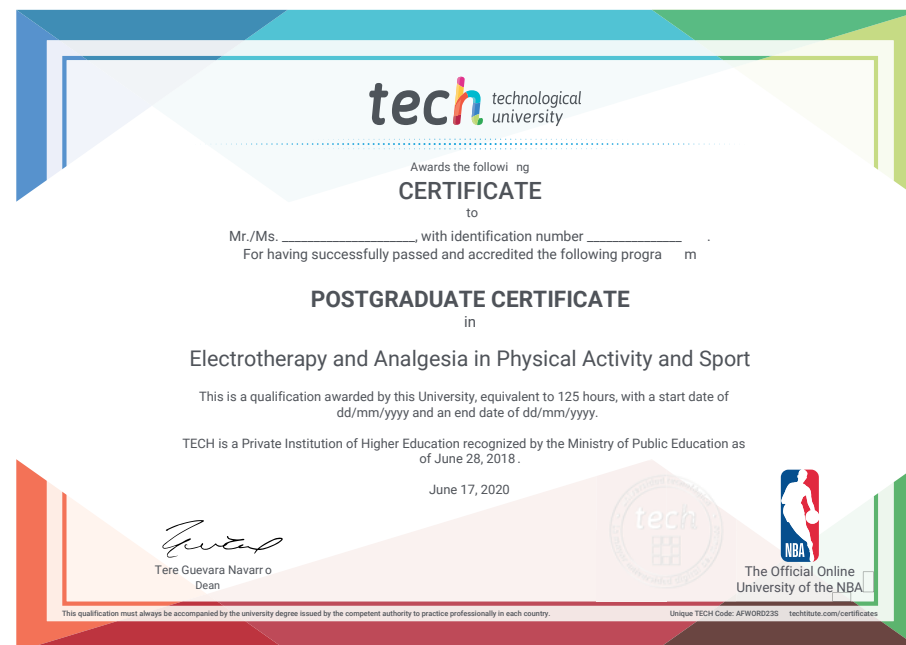 tech technological
university
Awards the followi ng
CERTIFICATE
to
Mr./Ms. ____________________, with identification number ______________ .
For having successfully passed and accredited the following progra m
POSTGRADUATE CERTIFICATE
in
Electrotherapy and Analgesia in Physical Activity and Sport
This is a qualification awarded by this University, equivalent to 125 hours, with a start date of
dd/mm/yyyy and an end date of dd/mm/yyyy.
TECH is a Private Institution of Higher Education recognized by the Ministry of Public Education as
of June 28, 2018 .
June 17, 2020
tech
Tere Guevara Navarr o
Dean
NBA
The Official Online
University of the NBA
This qualification must always be accompanied by the university degree issued by the competent authority to practice professionally in each country.
Unique TECH Code: AFWORD23S techtitute.com/certificates